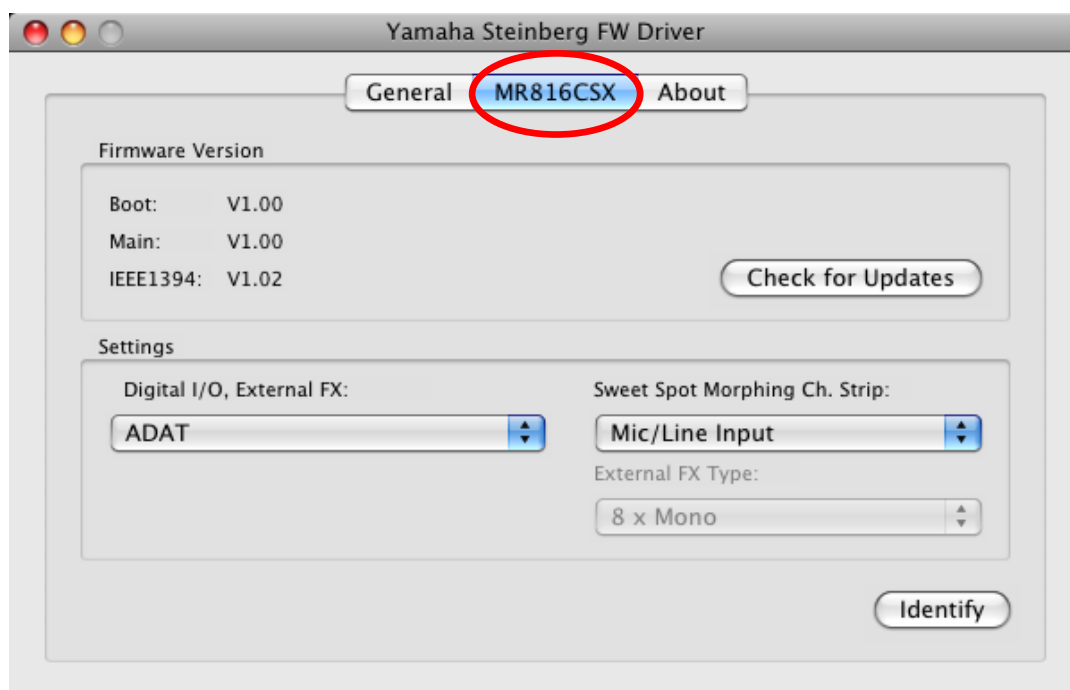 Yamaha Steinberg FW Driver
General MR816CSX About
Firmware Version
Boot: V1.00
Main: V1.00
IEEE1394: V1.02
Check for Updates
Settings
Digital I/O, External FX:
ADAT
Sweet Spot Morphing Ch. Strip:
Mic/Line Input
External FX Type:
8 x Mono
Identify